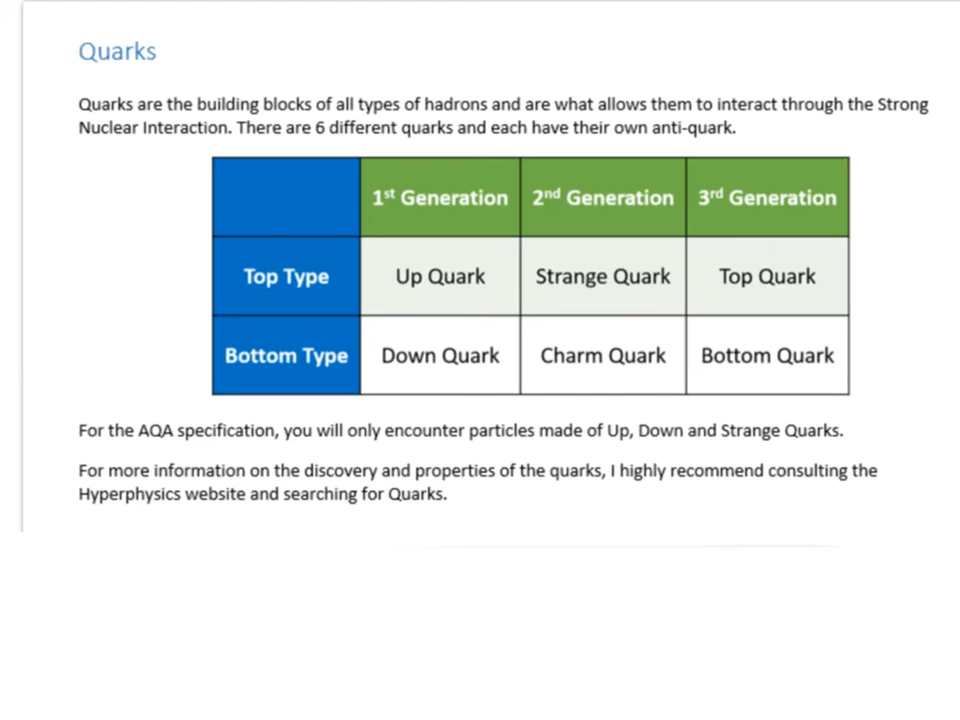 Quarks
Quarks are the building blocks of all types of hadrons and are what allows them to interact through the Strong
Nuclear Interaction. There are 6 different quarks and each have their own anti-quark.
1st Generation 2nd Generation 3rd Generation
Top Type Up Quark Strange Quark Top Quark
Bottom Type Down Quark Charm Quark Bottom Quark
For the AQA specification, you will only encounter particles made of Up, Down and Strange Quarks.
For more information on the discovery and properties of the quarks, I highly recommend consulting the
Hyperphysics website and searching for Quarks.